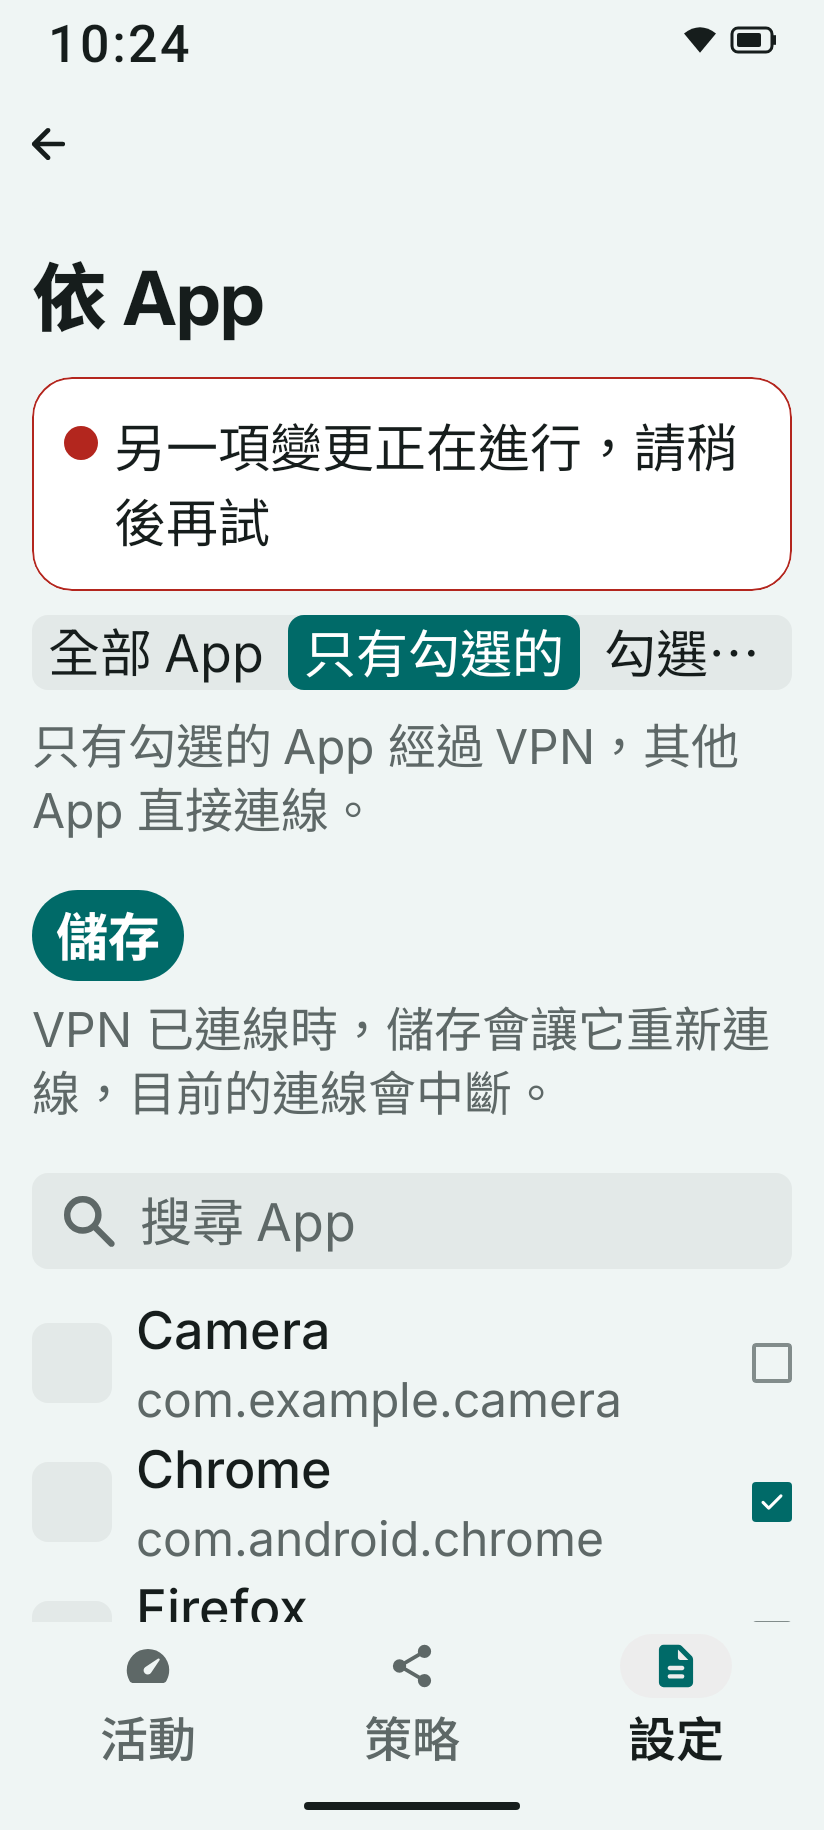 10:24
依 App
另一項變更正在進行，請稍
後再試
全部 App
只有勾選的
勾選…
只有勾選的 App 經過 VPN，其他
App 直接連線。
儲存
VPN 已連線時，儲存會讓它重新連
線，目前的連線會中斷。
搜尋 App
Camera
com.example.camera
Chrome
com.android.chrome
Firefox
活動
策略
設定